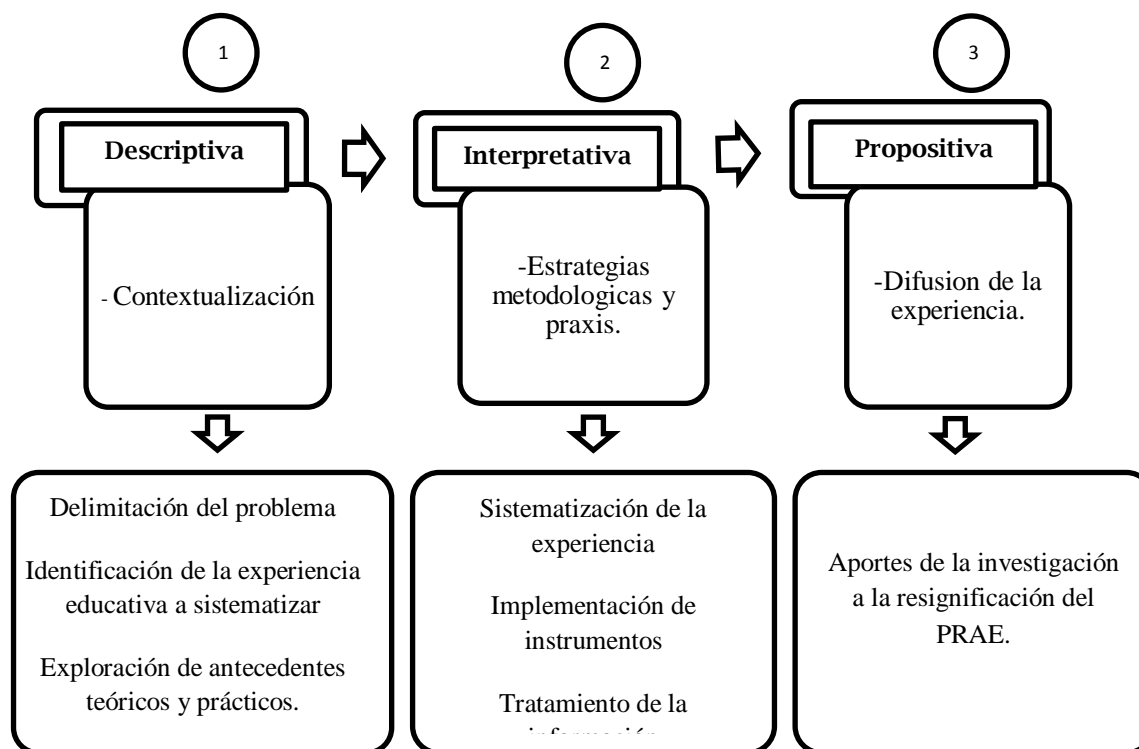 1
2
3
Descriptiva
Interpretativa
Propositiva
- Contextualización
-Estrategias
metodologicas y
praxis.
-Difusion de la
experiencia.
Delimitación del problema
Identificación de la experiencia
educativa a sistematizar
Exploración de antecedentes
teóricos y prácticos.
Sistematización de la
experiencia
Implementación de
instrumentos
Tratamiento de la
información
Aportes de la investigación
a la resignificación del
PRAE.